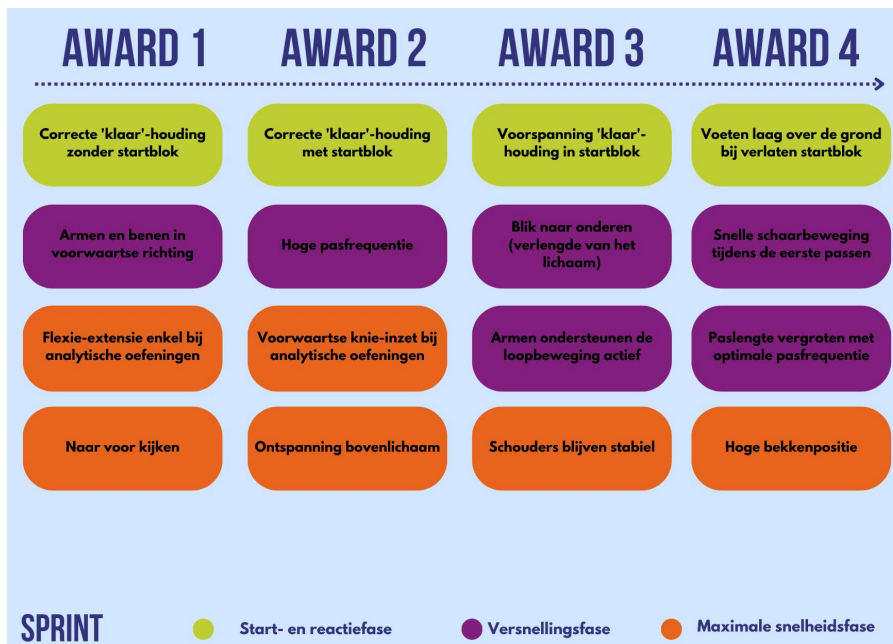 AWARD 1 AWARD 2 AWARD 3 AWARD 4
Correcte 'klaar'-houding
zonder startblok
Correcte 'klaar'-houding
met startblok
Voorspanning 'klaar'-
houding in startblok
Voeten laag over de grond
bij verlaten startblok
Armen en benen in
voorwaartse richting
Hoge pasfrequentie
Blik naar onderen
(verlengde van het
lichaam)
Snelle schaarbeweging
tijdens de eerste passen
Flexie-extensie enkel bij
analytische oefeningen
Voorwaartse knie-inzet bij
analytische oefeningen
Armen ondersteunen de
loopbeweging actief
Paslengte vergroten met
optimale pasfrequentie
Naar voor kijken
Ontspanning bovenlichaam
Schouders blijven stabiel
Hoge bekkenpositie
SPRINT
Start- en reactiefase
Versnellingsfase
Maximale snelheidsfase